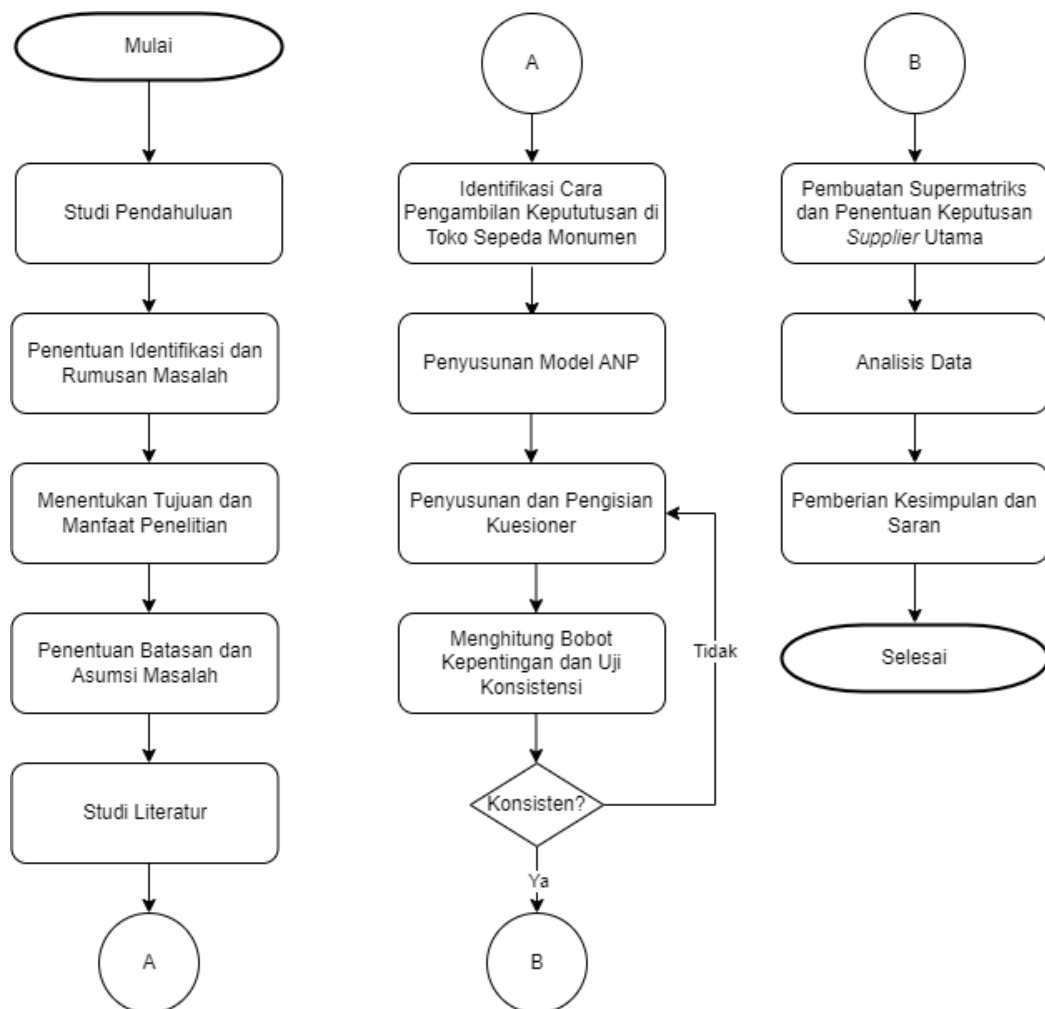 Mulai
Studi Pendahuluan
Penentuan Identifikasi dan
Rumusan Masalah
Menentukan Tujuan dan
Manfaat Penelitian
Penentuan Batasan dan
Asumsi Masalah
Studi Literatur
A
A
Identifikasi Cara
Pengambilan Kepututusan di
Toko Sepeda Monumen
Penyusunan Model ANP
Penyusunan dan Pengisian
Kuesioner
Menghitung Bobot
Kepentingan dan Uji
Konsistensi
Tidak
Konsisten?
Ya
B
B
Pembuatan Supermatriks
dan Penentuan Keputusan
Supplier Utama
Analisis Data
Pemberian Kesimpulan dan
Saran
Selesai